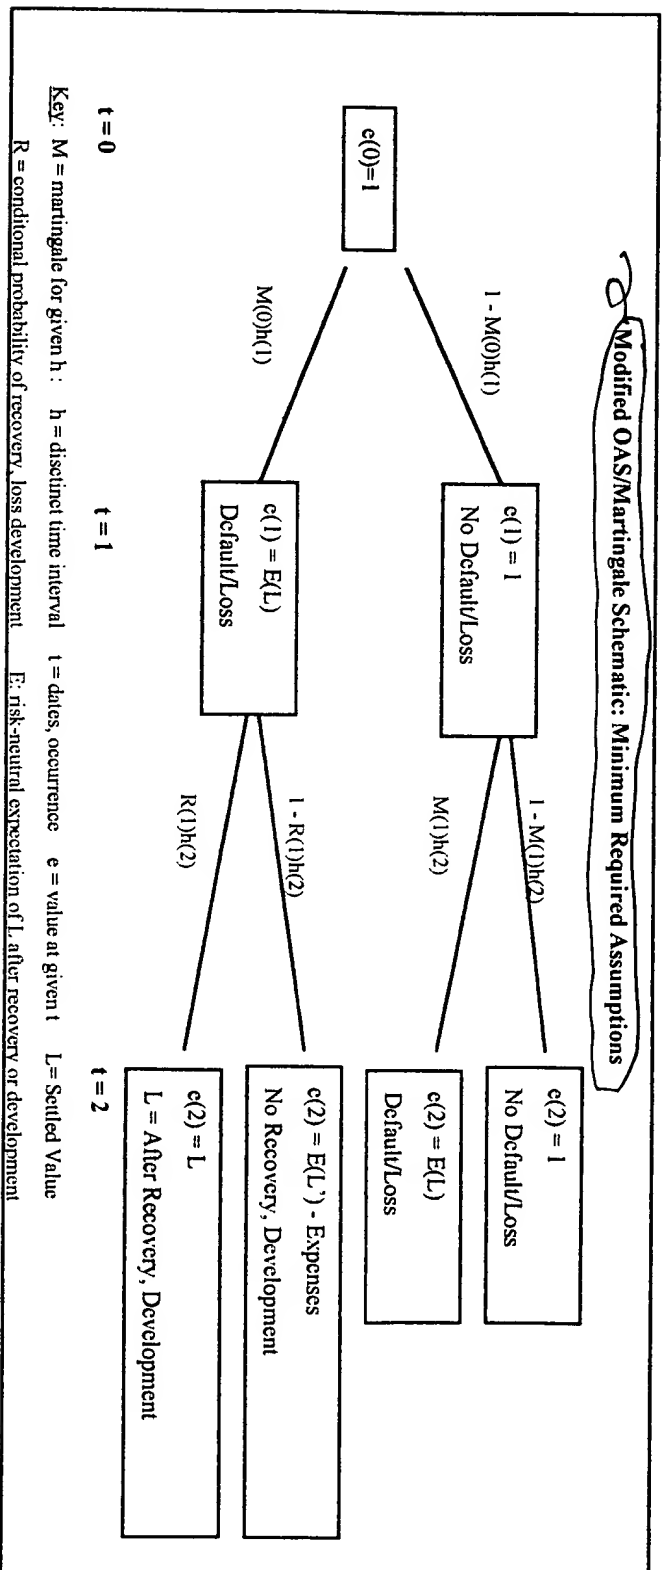 Modified OAS/Martingale Schematic: Minimum Required Assumptions
e(0)=1
1 - M(0)h(1)
M(0)h(1)
e(1) = 1
No Default/Loss
e(1) = E(L)
Default/Loss
1 - M(1)h(2)
M(1)h(2)
1 - R(1)h(2)
R(1)h(2)
e(2) = 1
No Default/Loss
e(2) = E(L)
Default/Loss
e(2) = E(L') - Expenses
No Recovery, Development
e(2) = L
L = After Recovery, Development
t = 0
t = 1
t = 2
Key: M = martingale for given h : h = disctinct time interval t = dates, occurrence e = value at given t L= Settled Value
R = conditonal probability of recovery, loss development E: risk-neutral expectation of L after recovery or development